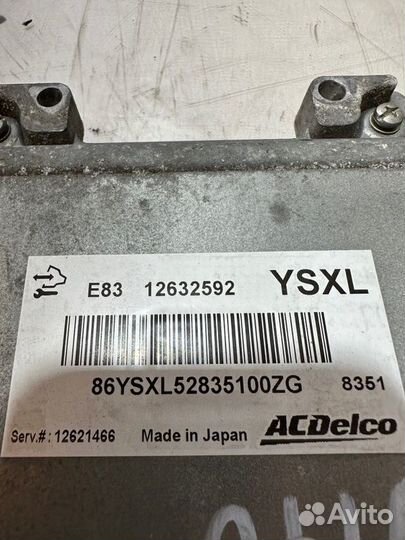 E83 12632592 YSXL
86YSXL52835100ZG 8351
Serv.#: 12621466 Made in Japan ACDelco
Avito